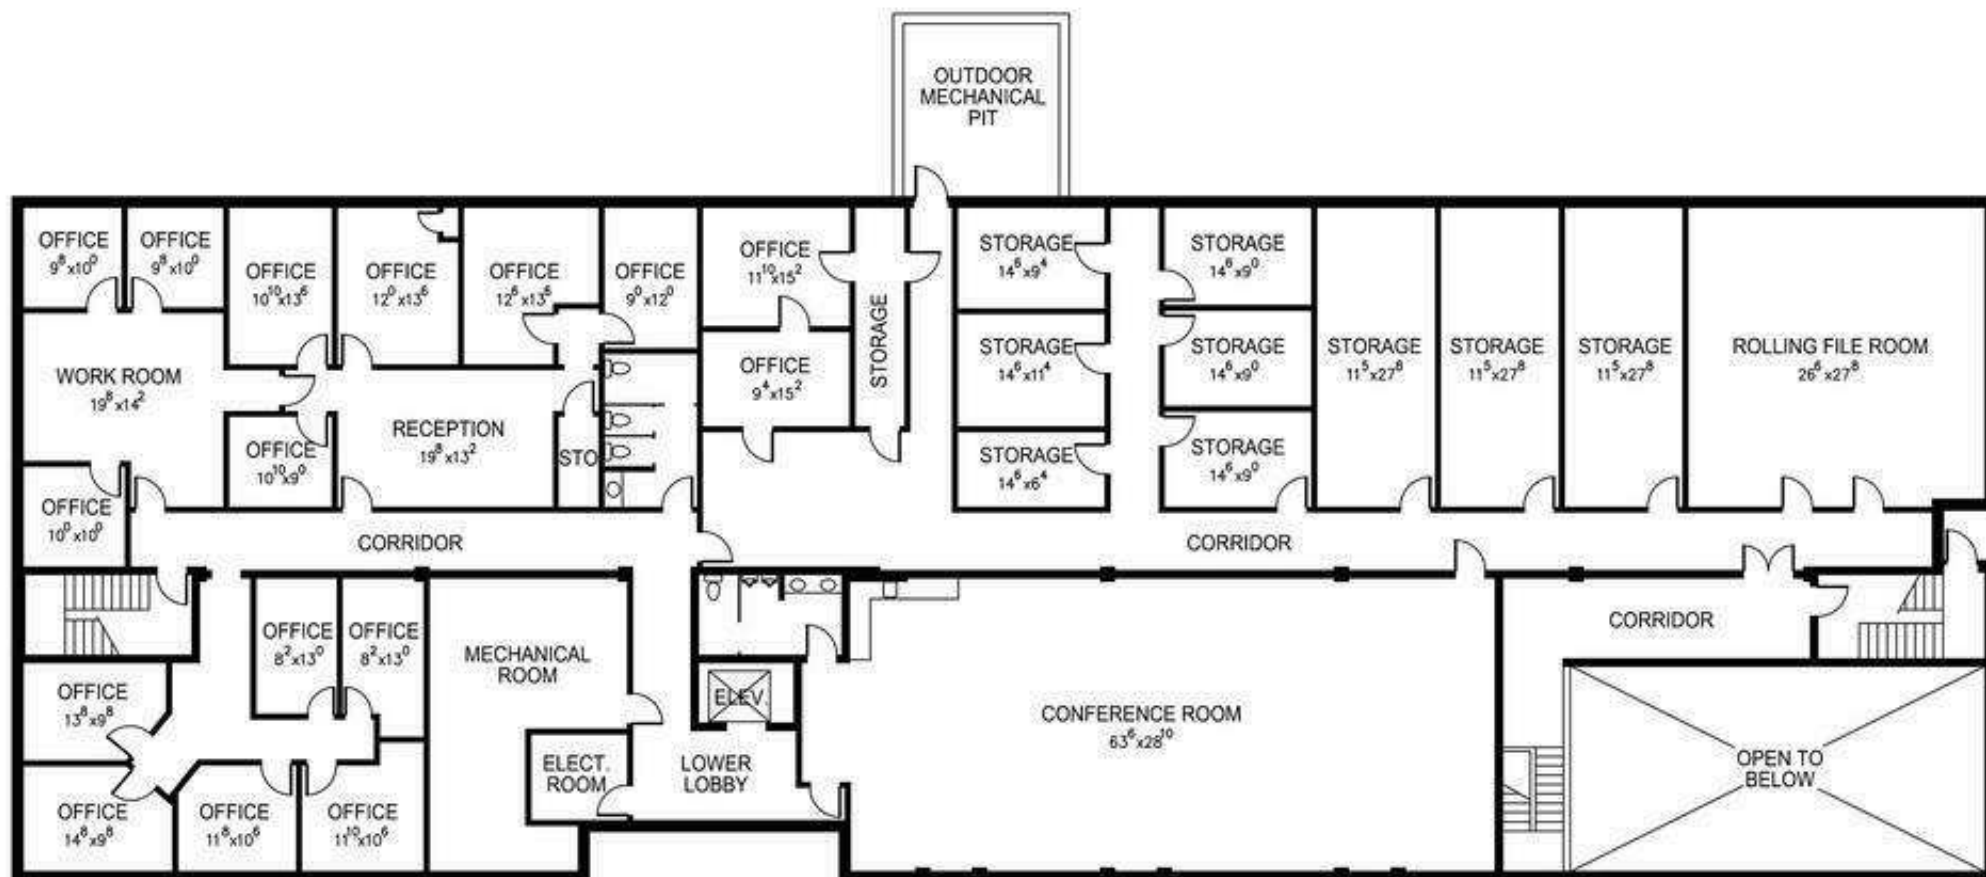 OUTDOOR
MECHANICAL
PIT
OFFICE
9⁸x10⁰
OFFICE
9⁸x10⁰
OFFICE
10¹⁰x13⁶
OFFICE
12⁰x13⁶
OFFICE
12⁶x13⁶
OFFICE
9⁰x12⁰
OFFICE
11¹⁰x15²
STORAGE
14⁶x9⁴
STORAGE
14⁶x9⁰
WORK ROOM
19⁸x14²
OFFICE
9⁴x15²
STORAGE
STORAGE
14⁶x11⁴
STORAGE
14⁶x9⁰
STORAGE
11⁵x27⁸
STORAGE
11⁵x27⁸
STORAGE
11⁵x27⁸
ROLLING FILE ROOM
26⁶x27⁸
OFFICE
10¹⁰x9⁰
RECEPTION
19⁸x13²
STO
STORAGE
14⁶x6⁴
STORAGE
14⁶x9⁰
OFFICE
10⁰x10⁰
CORRIDOR
CORRIDOR
OFFICE
8²x13⁰
OFFICE
8²x13⁰
MECHANICAL
ROOM
CORRIDOR
OFFICE
13⁸x9⁸
ELEV.
CONFERENCE ROOM
63⁶x28¹⁰
ELECT.
ROOM
LOWER
LOBBY
OPEN TO
BELOW
OFFICE
14⁸x9⁸
OFFICE
11⁸x10⁶
OFFICE
11¹⁰x10⁶